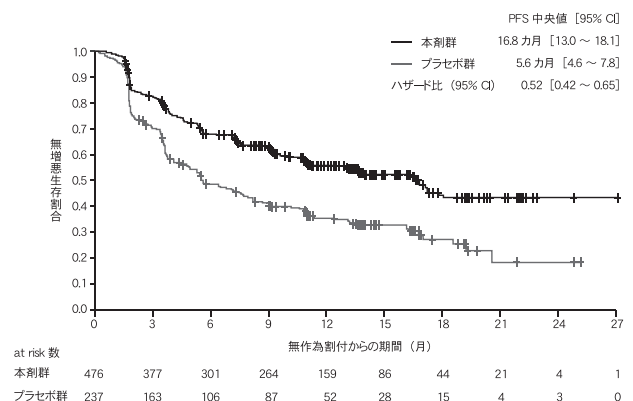 PFS 中央値 [95% CI]
本剤群 16.8 カ月 [13.0 ～ 18.1]
プラセボ群 5.6 カ月 [4.6 ～ 7.8]
ハザード比 (95% CI) 0.52 [0.42 ～ 0.65]
無増悪生存割合
1.0
0.9
0.8
0.7
0.6
0.5
0.4
0.3
0.2
0.1
0.0
0 3 6 9 12 15 18 21 24 27
無作為割付からの期間（月）
at risk 数
本剤群 476 377 301 264 159 86 44 21 4 1
プラセボ群 237 163 106 87 52 28 15 4 3 0